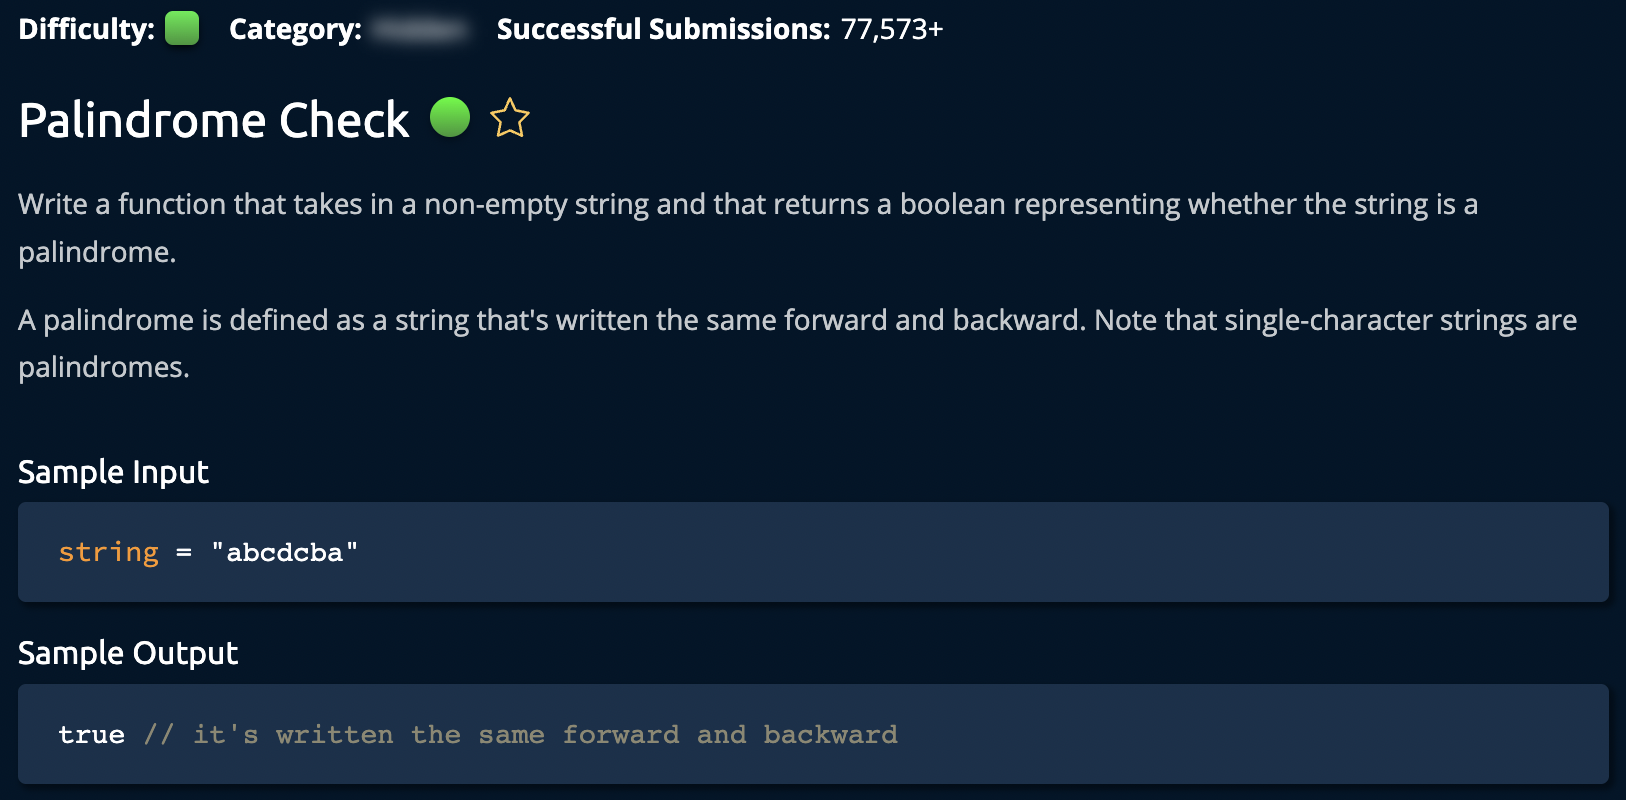 Difficulty: Category: Successful Submissions: 77,573+
Palindrome Check
Write a function that takes in a non-empty string and that returns a boolean representing whether the string is a
palindrome.
A palindrome is defined as a string that's written the same forward and backward. Note that single-character strings are
palindromes.
Sample Input
string = "abcdcba"
Sample Output
true // it's written the same forward and backward